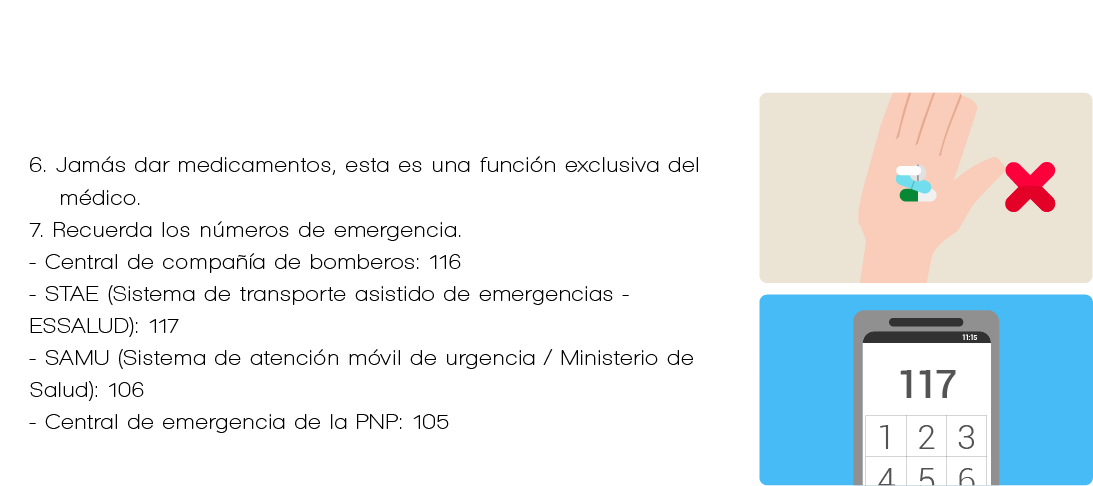 6. Jamás dar medicamentos, esta es una función exclusiva del
médico.
7. Recuerda los números de emergencia.
- Central de compañía de bomberos: 116
- STAE (Sistema de transporte asistido de emergencias -
ESSALUD): 117
- SAMU (Sistema de atención móvil de urgencia / Ministerio de
Salud): 106
- Central de emergencia de la PNP: 105
11:15
117
1 2 3
4 5 6